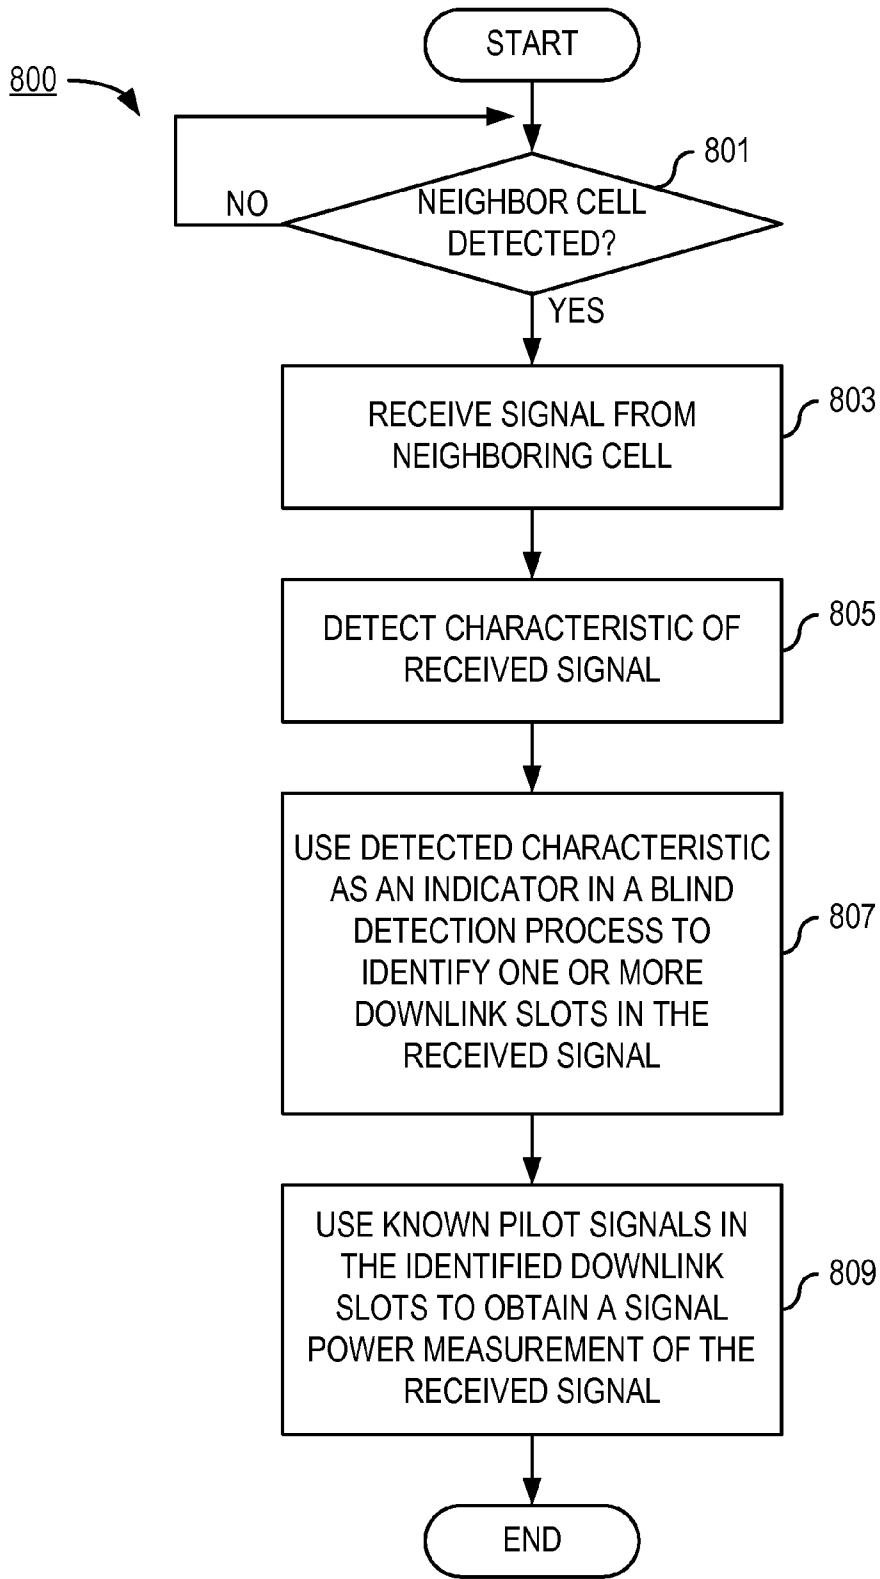 START
800
801
NEIGHBOR CELL
DETECTED?
NO
YES
RECEIVE SIGNAL FROM
NEIGHBORING CELL
803
DETECT CHARACTERISTIC OF
RECEIVED SIGNAL
805
USE DETECTED CHARACTERISTIC
AS AN INDICATOR IN A BLIND
DETECTION PROCESS TO
IDENTIFY ONE OR MORE
DOWNLINK SLOTS IN THE
RECEIVED SIGNAL
807
USE KNOWN PILOT SIGNALS IN
THE IDENTIFIED DOWNLINK
SLOTS TO OBTAIN A SIGNAL
POWER MEASUREMENT OF THE
RECEIVED SIGNAL
809
END